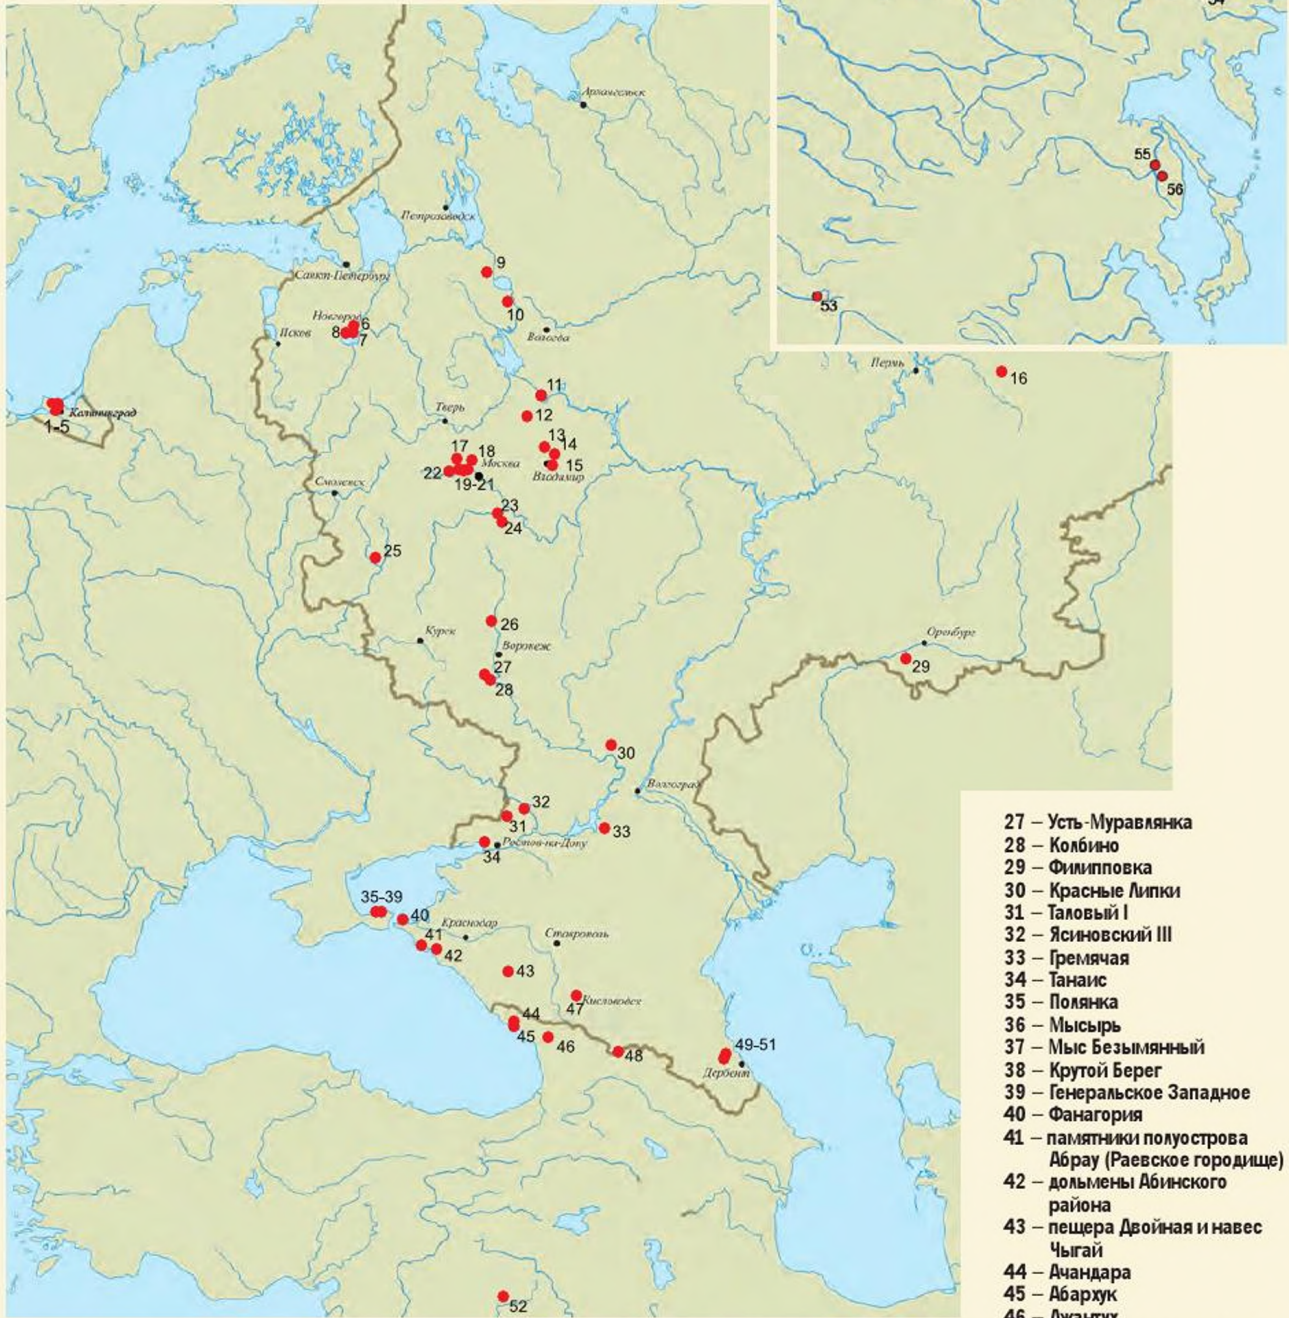 54
Архангельск
55
56
Петрозаводск
53
9
Санкт-Петербург
10
Новгород
6
8
7
Псков
Вологда
Пермь
16
11
Калининград
1-5
Тверь
12
13
14
17
18
Москва
22
15
Владимир
19-21
Смоленск
23
24
25
26
Курск
Воронеж
Оренбург
29
27
28
30
Волгоград
32
31
33
34
Ростов-на-Дону
35-39
40
Краснодар
41
42
Ставрополь
43
47
Кисловодск
44
45
46
48
49-51
Дербент
52
27 – Усть-Муравлянка
28 – Колбино
29 – Филипповка
30 – Красные Липки
31 – Таловый I
32 – Ясиновский III
33 – Гремячая
34 – Танаис
35 – Полянка
36 – Мысырь
37 – Мыс Безымянный
38 – Крутой Берег
39 – Генеральское Западное
40 – Фанагория
41 – памятники полуострова
Абрау (Раевское городище)
42 – дольмены Абинского
района
43 – пещера Двойная и навес
Чыгай
44 – Ачандара
45 – Абархук
46 – Джантух